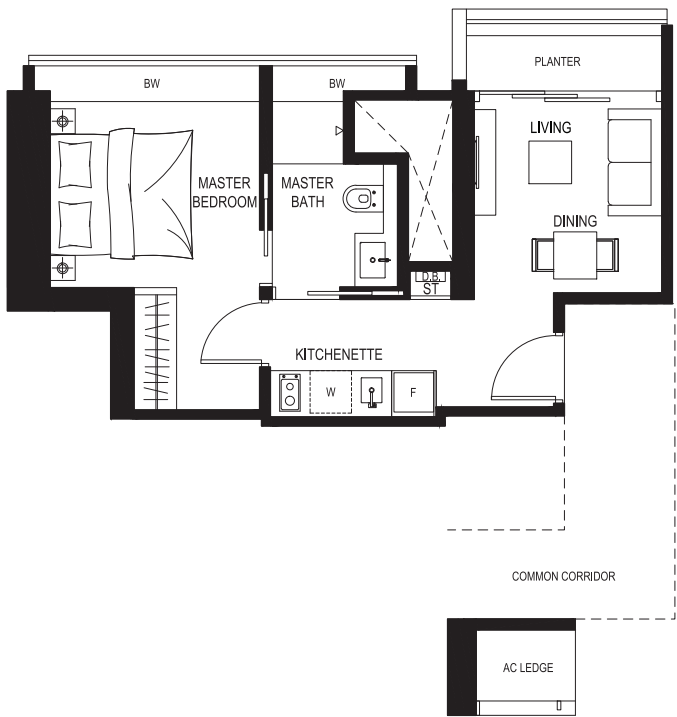 PLANTER
BW
BW
LIVING
MASTER
BEDROOM
MASTER
BATH
DINING
D.B.
ST
KITCHENETTE
W
F
COMMON CORRIDOR
AC LEDGE